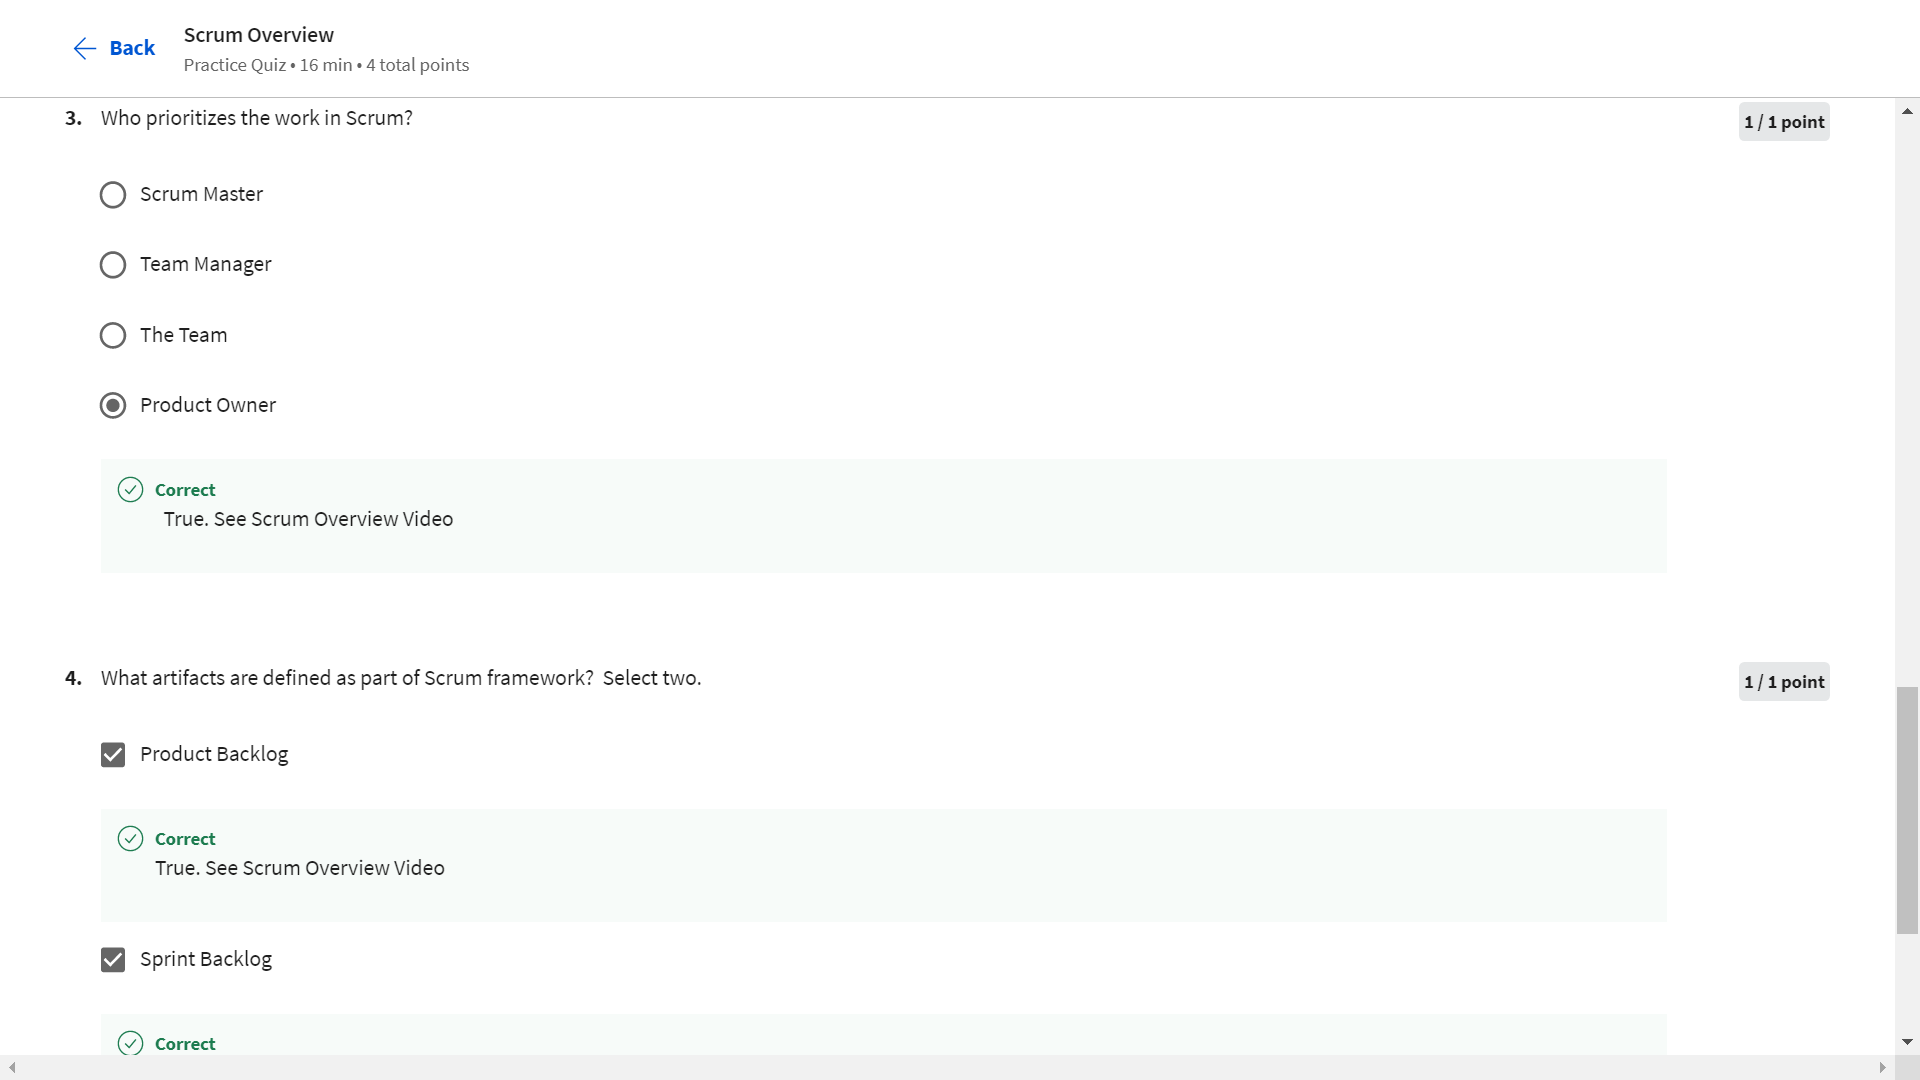 Back
Scrum Overview
Practice Quiz • 16 min • 4 total points
3. Who prioritizes the work in Scrum?
1 / 1 point
Scrum Master
Team Manager
The Team
Product Owner
Correct
True. See Scrum Overview Video
4. What artifacts are defined as part of Scrum framework? Select two.
1 / 1 point
Product Backlog
Correct
True. See Scrum Overview Video
Sprint Backlog
Correct